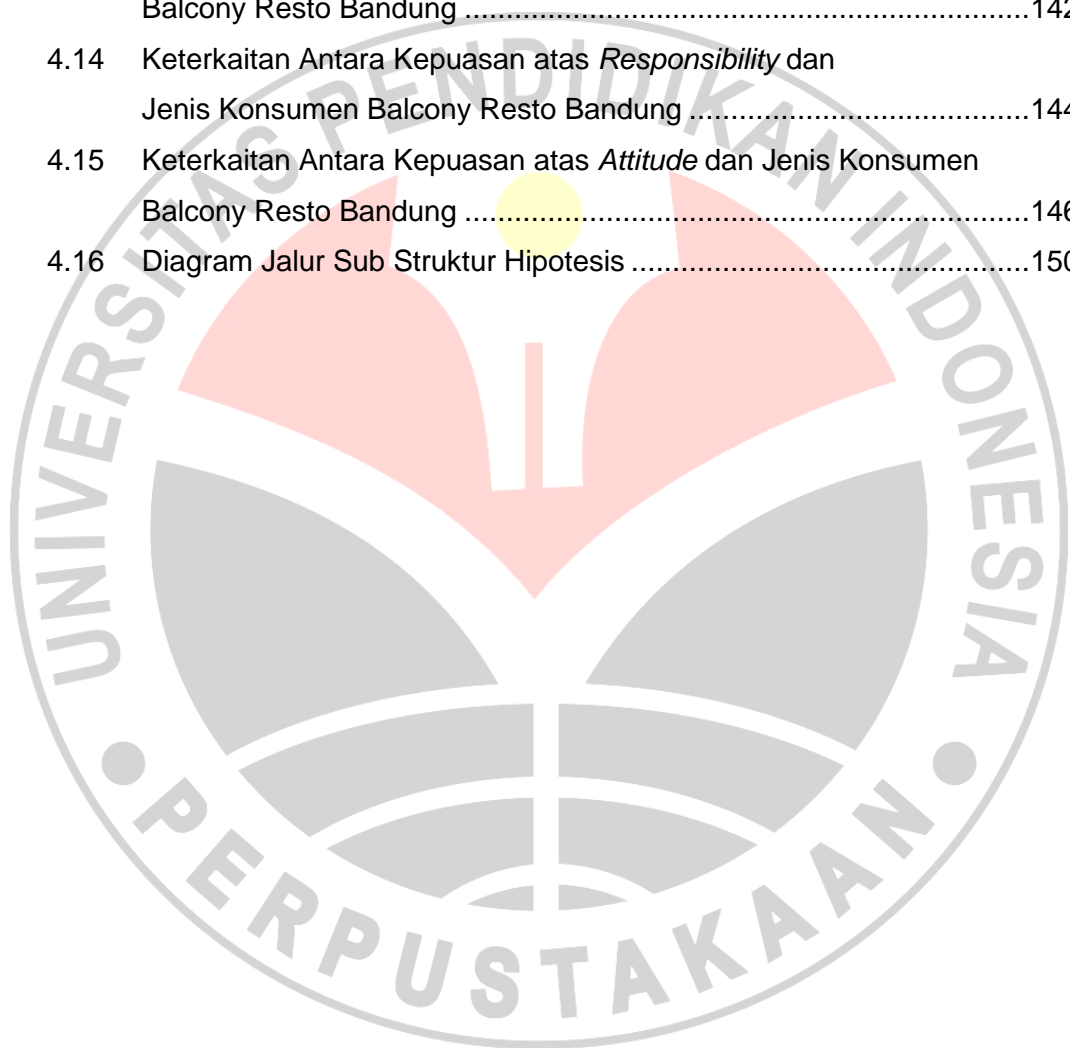 Balcony Resto Bandung ....................................................................142
4.14 Keterkaitan Antara Kepuasan atas Responsibility dan
Jenis Konsumen Balcony Resto Bandung .........................................144
4.15 Keterkaitan Antara Kepuasan atas Attitude dan Jenis Konsumen
Balcony Resto Bandung ....................................................................146
4.16 Diagram Jalur Sub Struktur Hipotesis ................................................150
UNIVERSITAS PENDIDIKAN INDONESIA
• PERPUSTAKAAN •